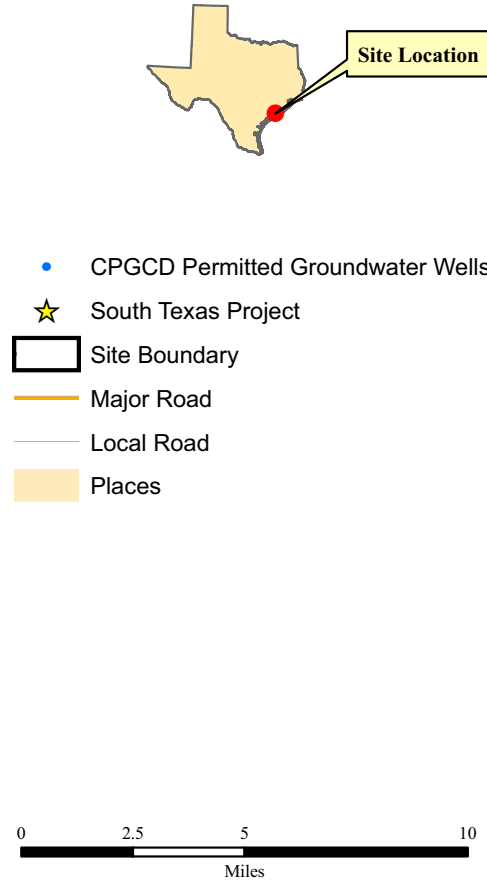 Site Location
CPGCD Permitted Groundwater Wells
South Texas Project
Site Boundary
Major Road
Local Road
Places
0 2.5 5 10
Miles